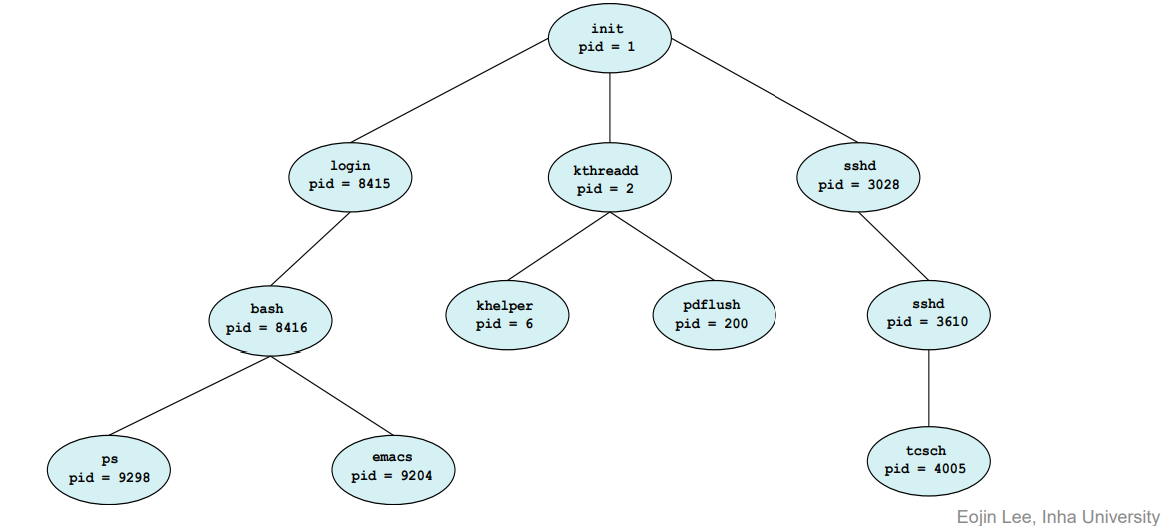 init
pid = 1
login
pid = 8415
kthreadd
pid = 2
sshd
pid = 3028
bash
pid = 8416
khelper
pid = 6
pdflush
pid = 200
sshd
pid = 3610
ps
pid = 9298
emacs
pid = 9204
tcsch
pid = 4005
Eojin Lee, Inha University